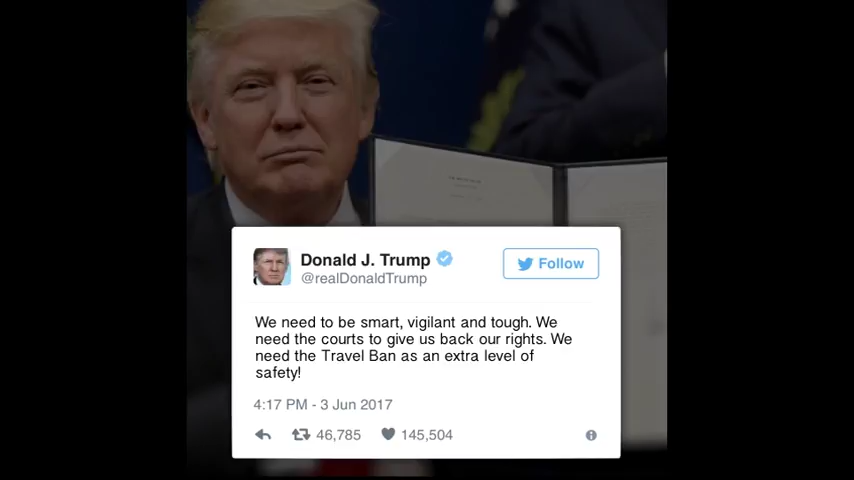 Donald J. Trump
@realDonaldTrump
Follow
We need to be smart, vigilant and tough. We
need the courts to give us back our rights. We
need the Travel Ban as an extra level of
safety!
4:17 PM - 3 Jun 2017
46,785 145,504